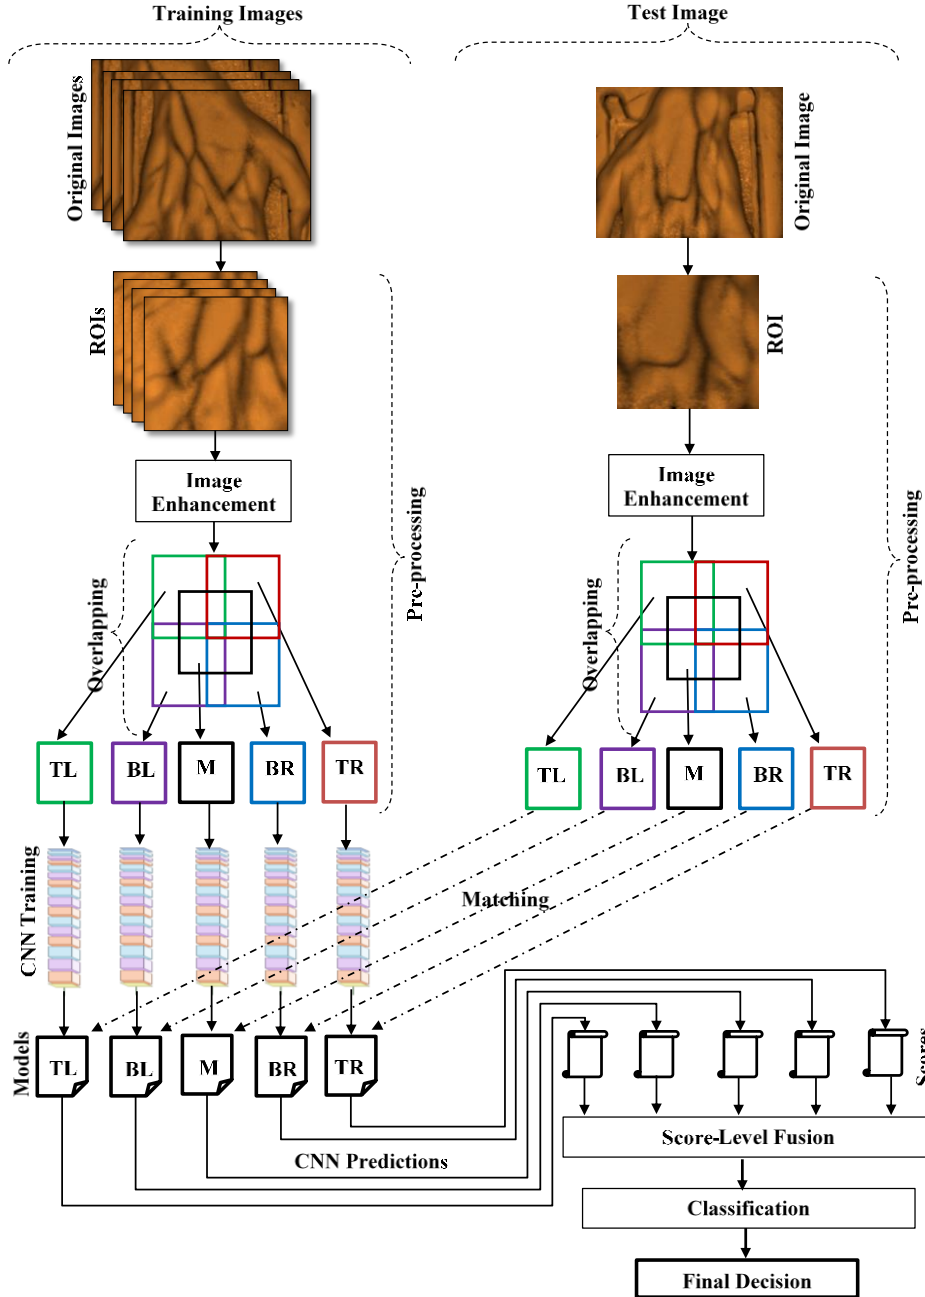 Training Images
Test Image
Original Images
Original Image
ROIs
ROI
Image
Enhancement
Image
Enhancement
Pre-processing
Pre-processing
Overlapping
Overlapping
TL
BL
M
BR
TR
TL
BL
M
BR
TR
CNN Training
Matching
Models
TL
BL
M
BR
TR
Scores
CNN Predictions
Score-Level Fusion
Classification
Final Decision